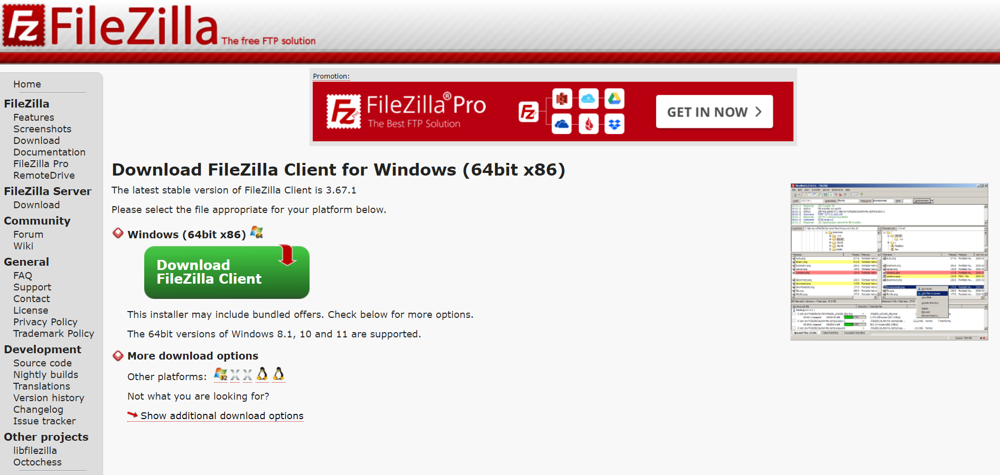 FileZilla
The free FTP solution
Home
FileZilla
Features
Screenshots
Download
Documentation
FileZilla Pro
RemoteDrive
FileZilla Server
Download
Community
Forum
Wiki
General
FAQ
Support
Contact
License
Privacy Policy
Trademark Policy
Development
Source code
Nightly builds
Translations
Version history
Changelog
Issue tracker
Other projects
libfilezilla
Octochess
Promotion:
FileZilla® Pro
The Best FTP Solution
GET IN NOW
Download FileZilla Client for Windows (64bit x86)
The latest stable version of FileZilla Client is 3.67.1
Please select the file appropriate for your platform below.
Windows (64bit x86) 64
Download
FileZilla Client
This installer may include bundled offers. Check below for more options.
The 64bit versions of Windows 8.1, 10 and 11 are supported.
More download options
Other platforms: 32
Not what you are looking for?
Show additional download options